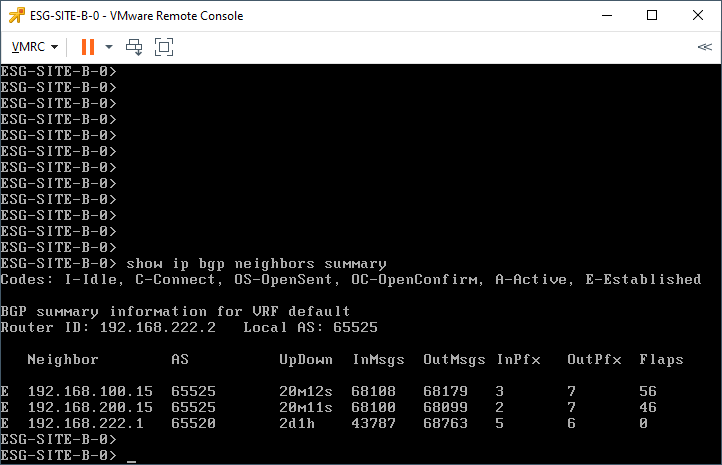 ESG-SITE-B-0 - VMware Remote Console
VMRC
ESG-SITE-B-0>
ESG-SITE-B-0>
ESG-SITE-B-0>
ESG-SITE-B-0>
ESG-SITE-B-0>
ESG-SITE-B-0>
ESG-SITE-B-0>
ESG-SITE-B-0>
ESG-SITE-B-0>
ESG-SITE-B-0>
ESG-SITE-B-0>
ESG-SITE-B-0>
ESG-SITE-B-0> show ip bgp neighbors summary
Codes: I-Idle, C-Connect, OS-OpenSent, OC-OpenConfirm, A-Active, E-Established
BGP summary information for VRF default
Router ID: 192.168.222.2   Local AS: 65525
Neighbor          AS          UpDown  InMsgs  OutMsgs InPfx   OutPfx  Flaps
E  192.168.100.15  65525       20m12s  68108   68179   3       7       56
E  192.168.200.15  65525       20m11s  68100   68099   2       7       46
E  192.168.222.1   65520       2d1h    43787   68763   5       6       0
ESG-SITE-B-0>
ESG-SITE-B-0> _